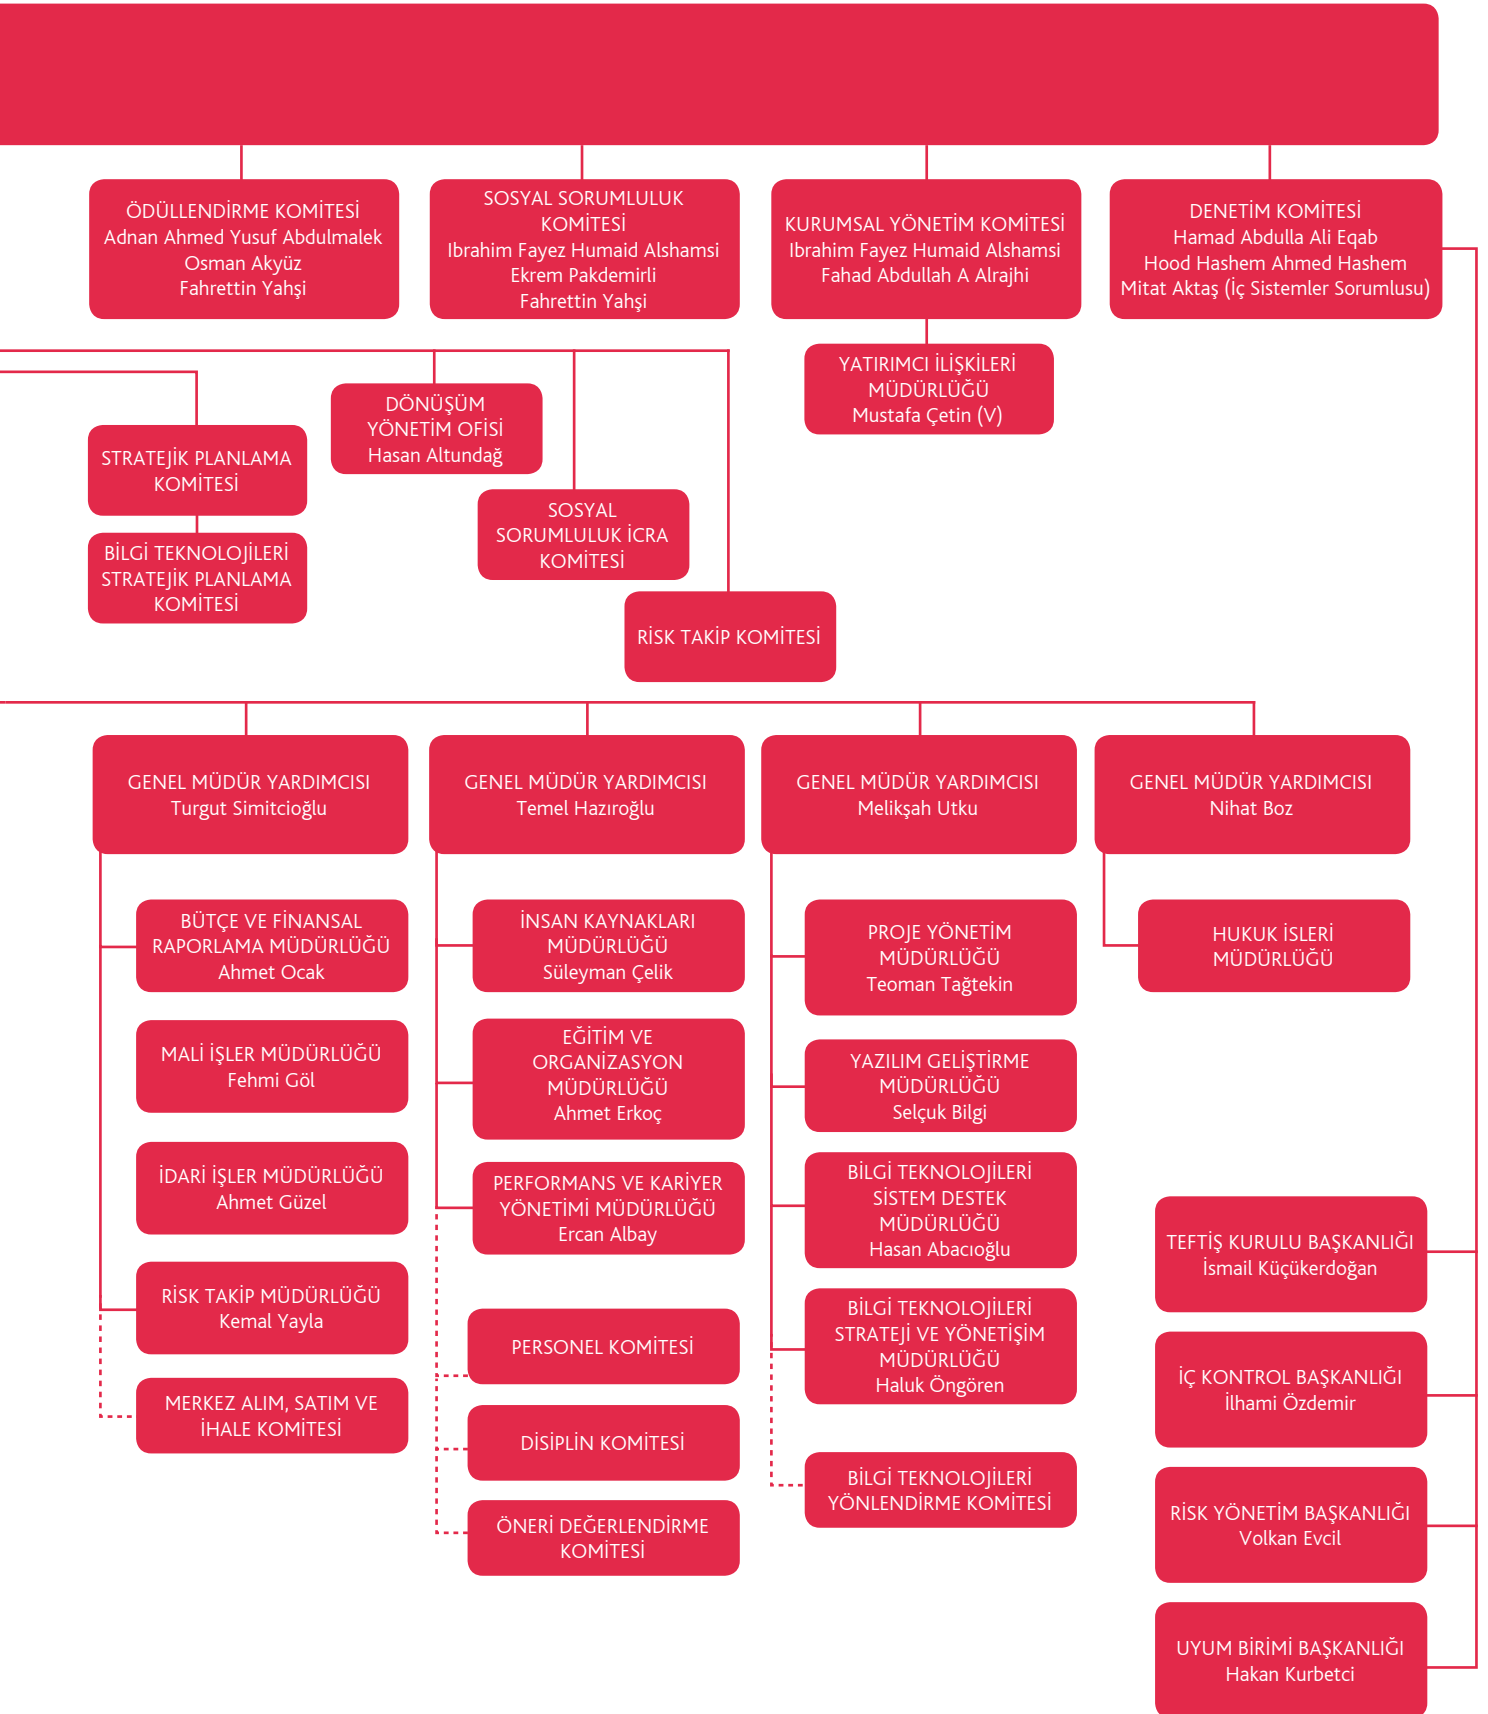 ÖDÜLLENDİRME KOMİTESİ
Adnan Ahmed Yusuf Abdulmalek
Osman Akyüz
Fahrettin Yahşi
SOSYAL SORUMLULUK
KOMİTESİ
Ibrahim Fayez Humaid Alshamsi
Ekrem Pakdemirli
Fahrettin Yahşi
KURUMSAL YÖNETİM KOMİTESİ
Ibrahim Fayez Humaid Alshamsi
Fahad Abdullah A Alrajhi
DENETİM KOMİTESİ
Hamad Abdulla Ali Eqab
Hood Hashem Ahmed Hashem
Mitat Aktaş (İç Sistemler Sorumlusu)
YATIRIMCI İLİŞKİLERİ
MÜDÜRLÜĞÜ
Mustafa Çetin (V)
DÖNÜŞÜM
YÖNETİM OFİSİ
Hasan Altundağ
STRATEJİK PLANLAMA
KOMİTESİ
BİLGİ TEKNOLOJİLERİ
STRATEJİK PLANLAMA
KOMİTESİ
SOSYAL
SORUMLULUK İCRA
KOMİTESİ
RİSK TAKİP KOMİTESİ
GENEL MÜDÜR YARDIMCISI
Turgut Simitcioğlu
BÜTÇE VE FİNANSAL
RAPORLAMA MÜDÜRLÜĞÜ
Ahmet Ocak
MALİ İŞLER MÜDÜRLÜĞÜ
Fehmi Göl
İDARİ İŞLER MÜDÜRLÜĞÜ
Ahmet Güzel
RİSK TAKİP MÜDÜRLÜĞÜ
Kemal Yayla
MERKEZ ALIM, SATIM VE
İHALE KOMİTESİ
GENEL MÜDÜR YARDIMCISI
Temel Hazıroğlu
İNSAN KAYNAKLARI
MÜDÜRLÜĞÜ
Süleyman Çelik
EĞİTİM VE
ORGANİZASYON
MÜDÜRLÜĞÜ
Ahmet Erkoç
PERFORMANS VE KARİYER
YÖNETİMİ MÜDÜRLÜĞÜ
Ercan Albay
PERSONEL KOMİTESİ
DİSİPLİN KOMİTESİ
ÖNERİ DEĞERLENDİRME
KOMİTESİ
GENEL MÜDÜR YARDIMCISI
Melikşah Utku
PROJE YÖNETİM
MÜDÜRLÜĞÜ
Teoman Tağtekin
YAZILIM GELİŞTİRME
MÜDÜRLÜĞÜ
Selçuk Bilgi
BİLGİ TEKNOLOJİLERİ
SİSTEM DESTEK
MÜDÜRLÜĞÜ
Hasan Abacıoğlu
BİLGİ TEKNOLOJİLERİ
STRATEJİ VE YÖNETİŞİM
MÜDÜRLÜĞÜ
Haluk Öngören
BİLGİ TEKNOLOJİLERİ
YÖNLENDİRME KOMİTESİ
GENEL MÜDÜR YARDIMCISI
Nihat Boz
HUKUK İSLERİ
MÜDÜRLÜĞÜ
TEFTİŞ KURULU BAŞKANLIĞI
İsmail Küçükerdoğan
İÇ KONTROL BAŞKANLIĞI
İlhami Özdemir
RİSK YÖNETİM BAŞKANLIĞI
Volkan Evcil
UYUM BİRİMİ BAŞKANLIĞI
Hakan Kurbetci